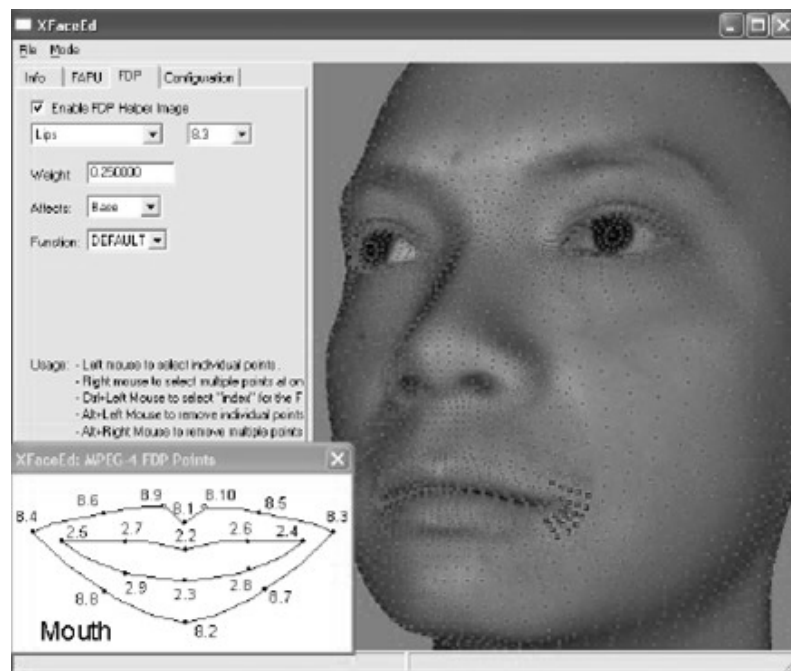 XFaceEd
File Mode
Info FAPU FDP Configuration
Enable FDP Helper Image
Lips 8.3
Weight: 0.250000
Affects: Base
Function: DEFAULT
Usage: - Left mouse to select individual points.
- Right mouse to select multiple points at on
- Ctrl+Left Mouse to select "index" for the F
- Alt+Left Mouse to remove individual points
- Alt+Right Mouse to remove multiple points
XFaceEd: MPEG-4 FDP Points
8.6 8.9 8.1 8.10 8.5
8.4 2.5 2.7 2.2 2.6 2.4 8.3
8.8 2.9 2.3 2.8 8.7
8.2
Mouth